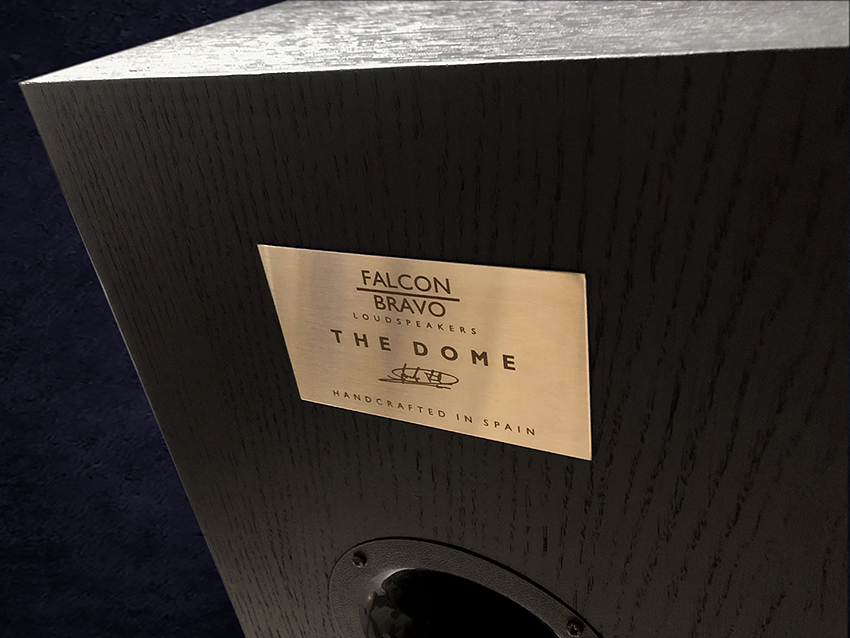 FALCON
BRAVO
LOUDSPEAKERS
THE DOME
HANDCRAFTED IN SPAIN